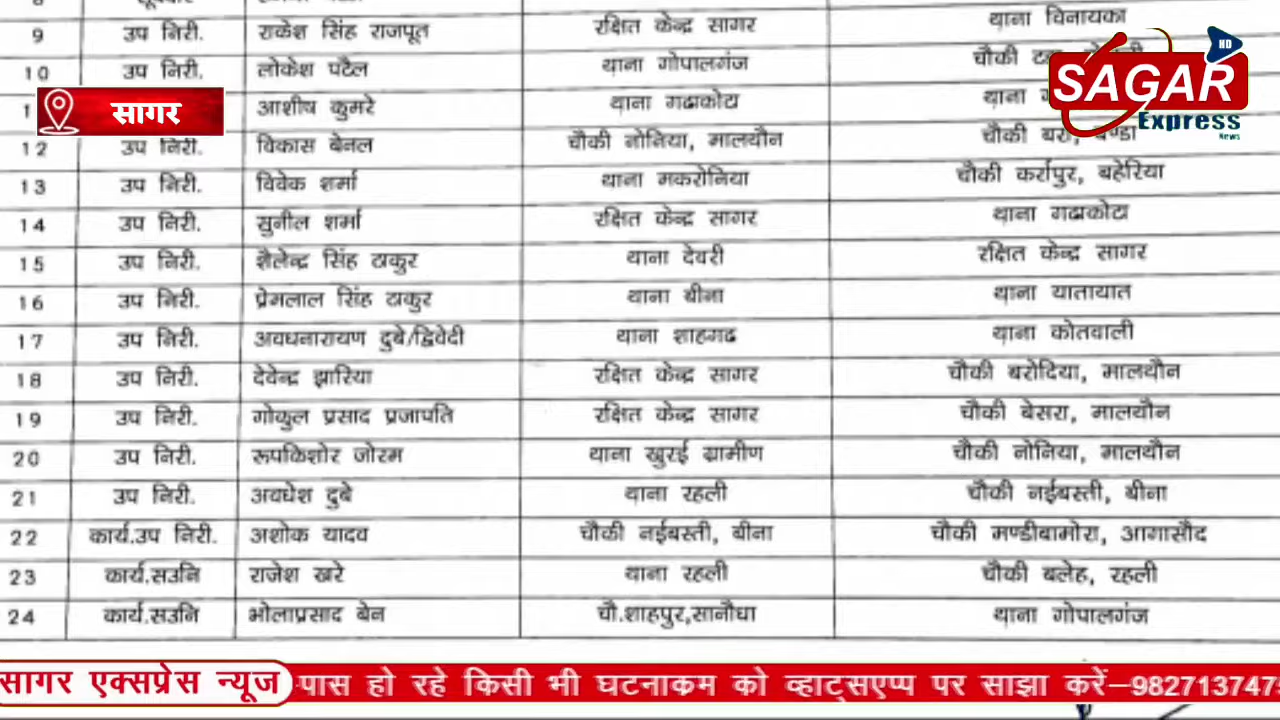 9 उप निरी. राकेश सिंह राजपूत रक्षित केन्द्र सागर थाना विनायका
10 उप निरी. लोकेश पटैल थाना गोपालगंज चौकी
आशीष कुमरे थाना गढाकोटा थाना
12 उप निरी. विकास बेनल चौकी नोनिया, मालथौन चौकी
13 उप निरी. विवेक शर्मा थाना मकरोनिया चौकी कर्रापुर, बहेरिया
14 उप निरी. सुनील शर्मा रक्षित केन्द्र सागर थाना गढाकोटा
15 उप निरी. शैलेन्द्र सिंह ठाकुर थाना देवरी रक्षित केन्द्र सागर
16 उप निरी. प्रेमलाल सिंह ठाकुर थाना बीना थाना यातायात
17 उप निरी. अवधनारायण दुबे/द्विवेदी थाना शाहगढ थाना कोतवाली
18 उप निरी. देवेन्द्र झारिया रक्षित केन्द्र सागर चौकी बरोदिया, मालथौन
19 उप निरी. गोकुल प्रसाद प्रजापति रक्षित केन्द्र सागर चौकी बेसरा, मालथौन
20 उप निरी. रूपकिशोर जोरम थाना खुरई ग्रामीण चौकी नोनिया, मालथौन
21 उप निरी. अवधेश दुबे थाना रहली चौकी नईबस्ती, बीना
22 कार्य.उप निरी. अशोक यादव चौकी नईबस्ती, बीना चौकी मण्डीबामोरा, आगासौद
23 कार्य.सउनि राजेश खरे थाना रहली चौकी बलेह, रहली
24 कार्य.सउनि भोलाप्रसाद बेन चौ.शाहपुर,सानौधा थाना गोपालगंज
सागर
HD
SAGAR
Express
News
सागर एक्सप्रेस न्यूज
पास हो रहे किसी भी घटनाक्रम को व्हाट्सएप्प पर साझा करें–982713747